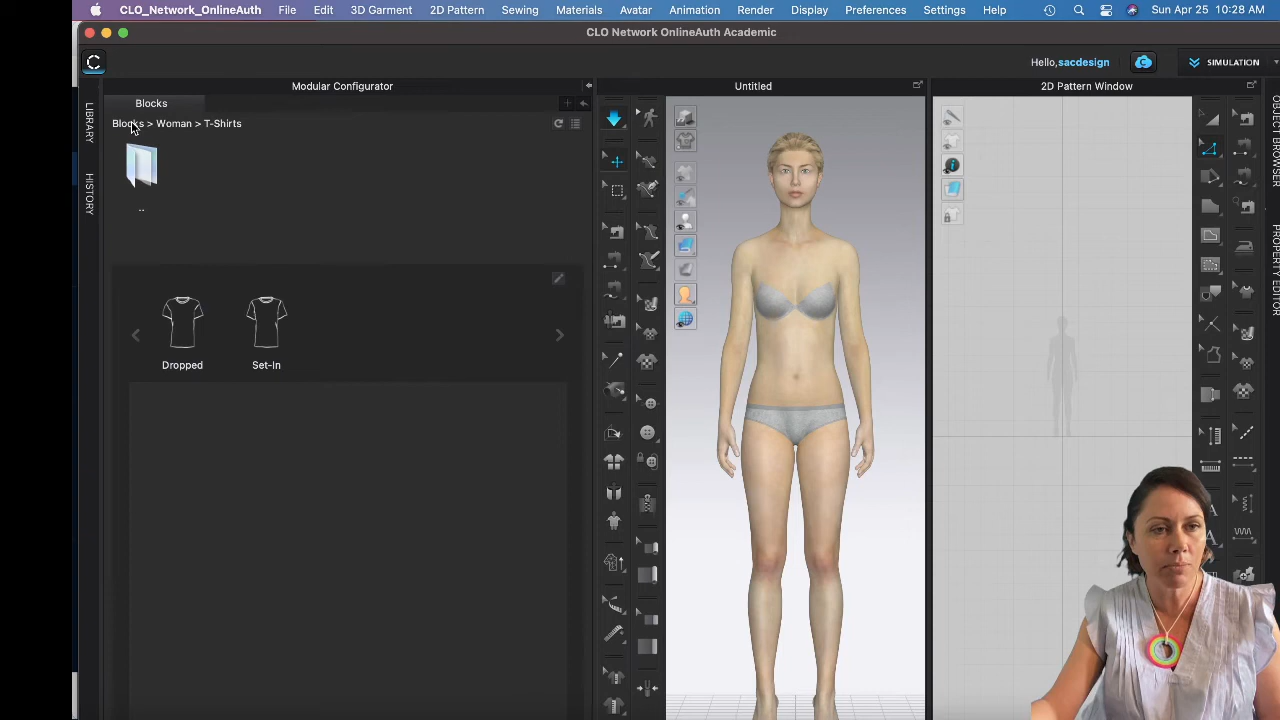 CLO_Network_OnlineAuth File Edit 3D Garment 2D Pattern Sewing Materials Avatar Animation Render Display Preferences Settings Help Sun Apr 25 10:28 AM
CLO Network OnlineAuth Academic
Hello, sacdesign SIMULATION
Modular Configurator Untitled 2D Pattern Window
Blocks
Blocks > Woman > T-Shirts
..
Dropped Set-In
LIBRARY
HISTORY
OBJECT BROWSER
PROPERTY EDITOR